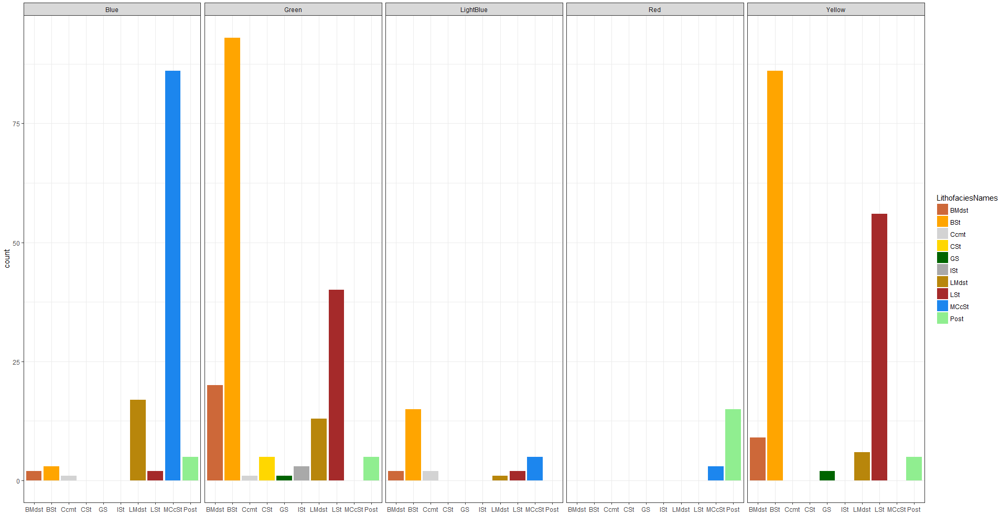 Blue Green LightBlue Red Yellow
75
50
25
0
count
BMdst BSt Ccmt CSt GS ISt LMdst LSt MCcSt Post BMdst BSt Ccmt CSt GS ISt LMdst LSt MCcSt Post BMdst BSt Ccmt CSt GS ISt LMdst LSt MCcSt Post BMdst BSt Ccmt CSt GS ISt LMdst LSt MCcSt Post BMdst BSt Ccmt CSt GS ISt LMdst LSt MCcSt Post
LithofaciesNames
BMdst
BSt
Ccmt
CSt
GS
ISt
LMdst
LSt
MCcSt
Post